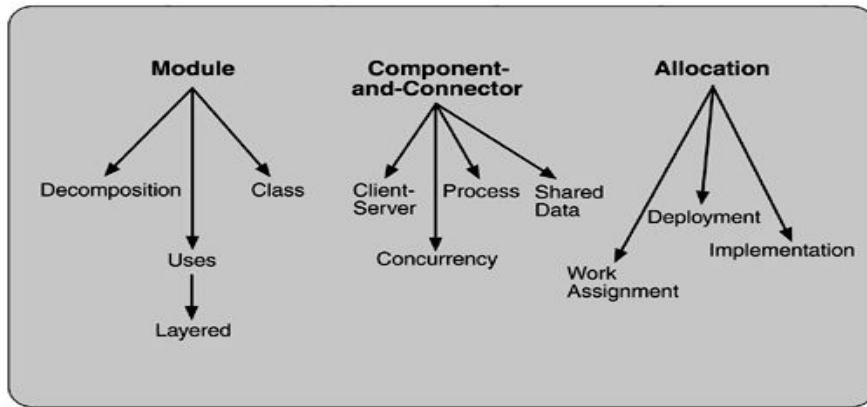 Module
Component-
and-Connector
Allocation
Decomposition
Class
Client-
Server
Process
Shared
Data
Deployment
Implementation
Uses
Concurrency
Work
Assignment
Layered